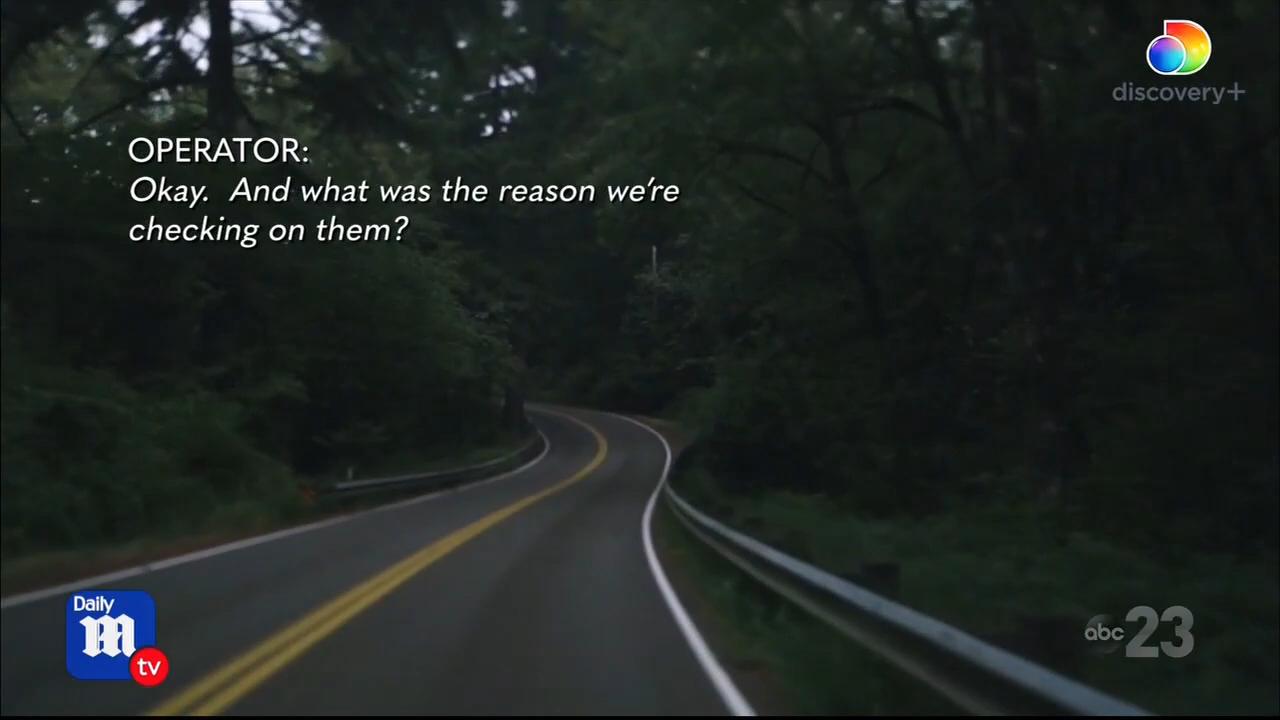 discovery+
OPERATOR:
Okay. And what was the reason we're
checking on them?
Daily
M
tv
abc 23